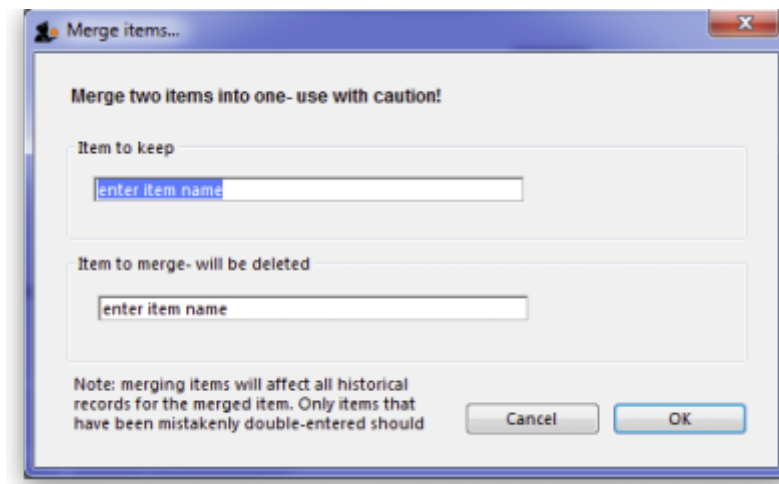 Merge items...
Merge two items into one- use with caution!
Item to keep
enter item name
Item to merge- will be deleted
enter item name
Note: merging items will affect all historical
records for the merged item. Only items that
have been mistakenly double-entered should
Cancel
OK